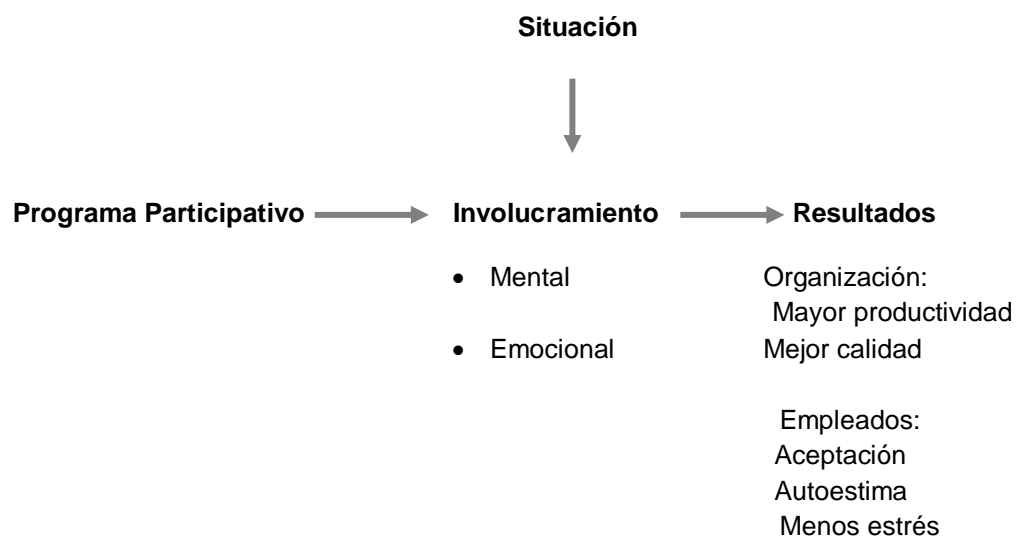 Situación
Programa Participativo
Involucramiento
Resultados
• Mental
• Emocional
Organización:
Mayor productividad
Mejor calidad
Empleados:
Aceptación
Autoestima
Menos estrés